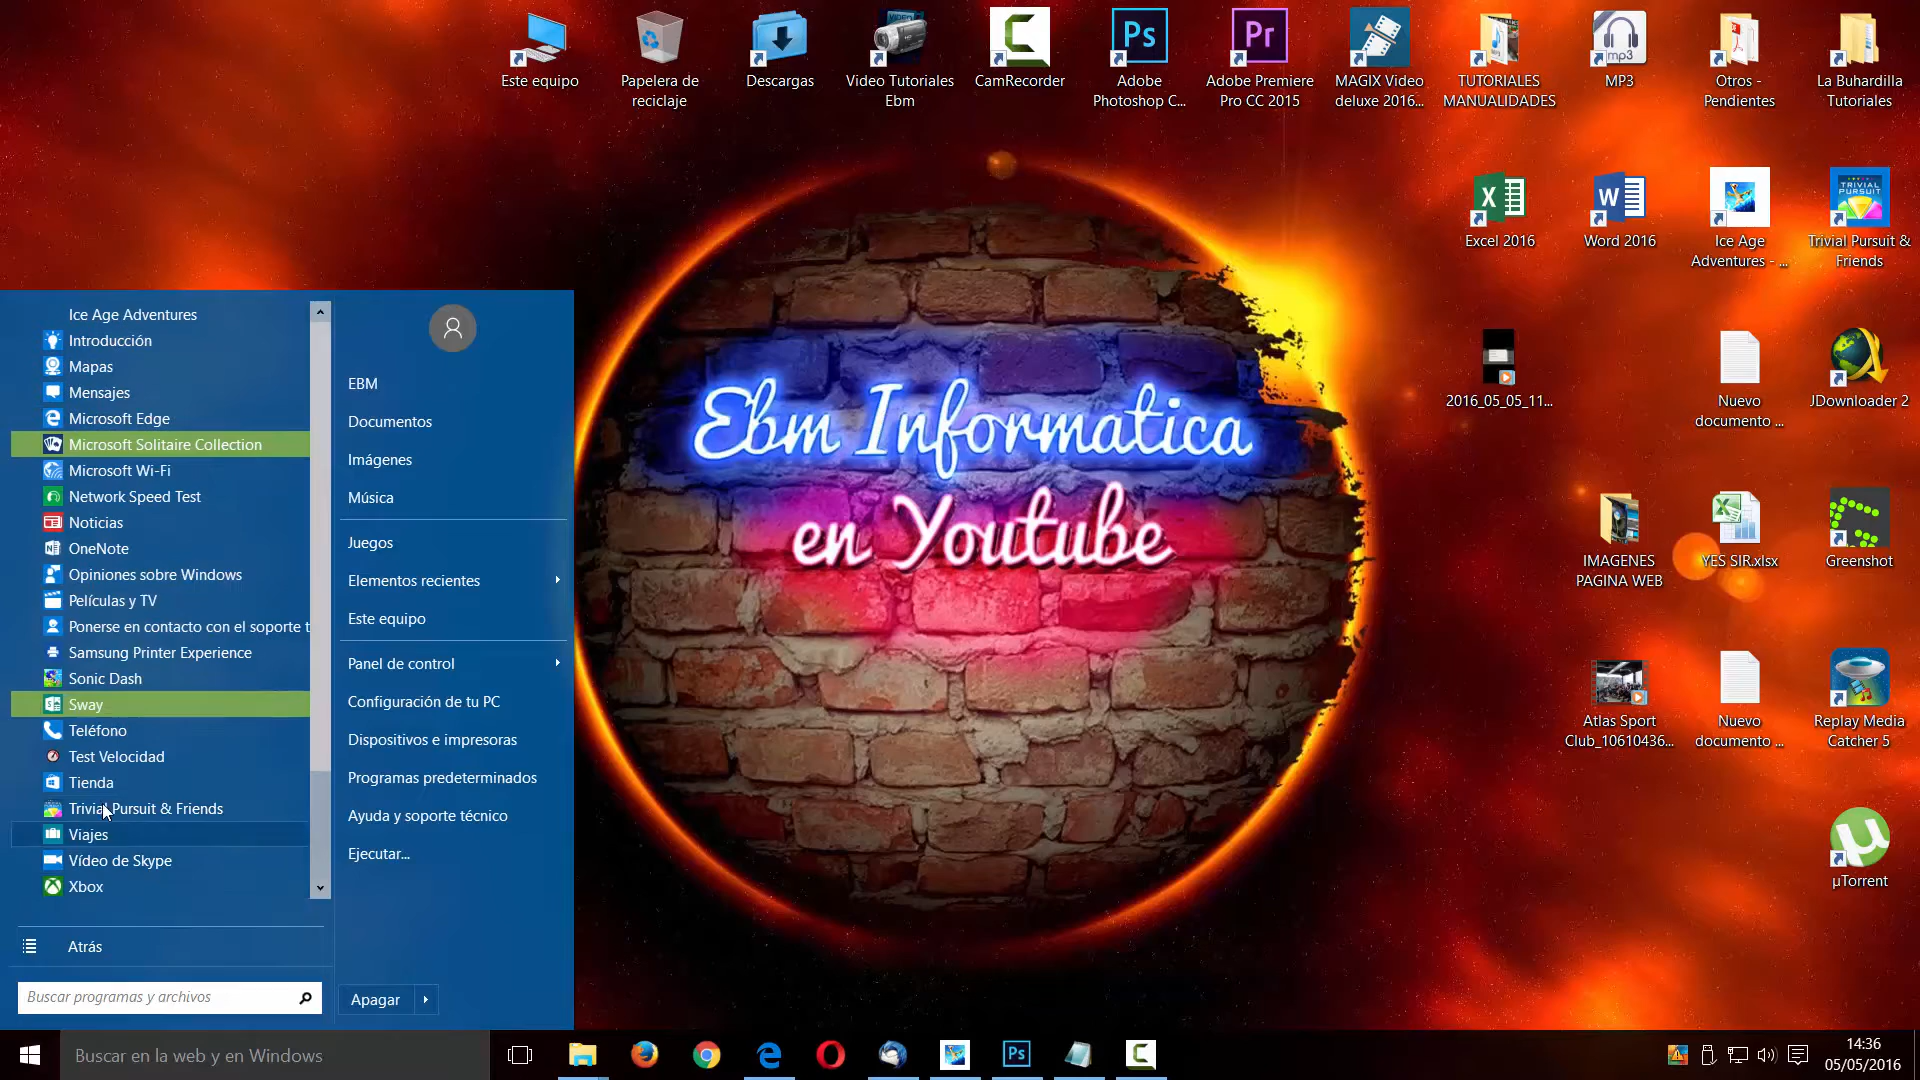 Este equipo
Papelera de
reciclaje
Descargas
Video Tutoriales
Ebm
CamRecorder
Adobe
Photoshop C...
Adobe Premiere
Pro CC 2015
MAGIX Video
deluxe 2016...
TUTORIALES
MANUALIDADES
mp3
MP3
Otros -
Pendientes
La Buhardilla
Tutoriales
Ps
Pr
Excel 2016
Word 2016
Ice Age
Adventures - ...
TRIVIAL
PURSUIT
Trivial Pursuit &
Friends
2016_05_05_11...
Nuevo
documento ...
JDownloader 2
IMAGENES
PAGINA WEB
YES SIR.xlsx
Greenshot
Atlas Sport
Club_10610436...
Nuevo
documento ...
Replay Media
Catcher 5
µTorrent
Ebm Informatica
en Youtube
Ice Age Adventures
Introducción
Mapas
Mensajes
Microsoft Edge
Microsoft Solitaire Collection
Microsoft Wi-Fi
Network Speed Test
Noticias
OneNote
Opiniones sobre Windows
Películas y TV
Ponerse en contacto con el soporte t
Samsung Printer Experience
Sonic Dash
Sway
Teléfono
Test Velocidad
Tienda
Trivial Pursuit & Friends
Viajes
Vídeo de Skype
Xbox
Atrás
Buscar programas y archivos
EBM
Documentos
Imágenes
Música
Juegos
Elementos recientes
Este equipo
Panel de control
Configuración de tu PC
Dispositivos e impresoras
Programas predeterminados
Ayuda y soporte técnico
Ejecutar...
Apagar
Buscar en la web y en Windows
Ps
14:36
05/05/2016